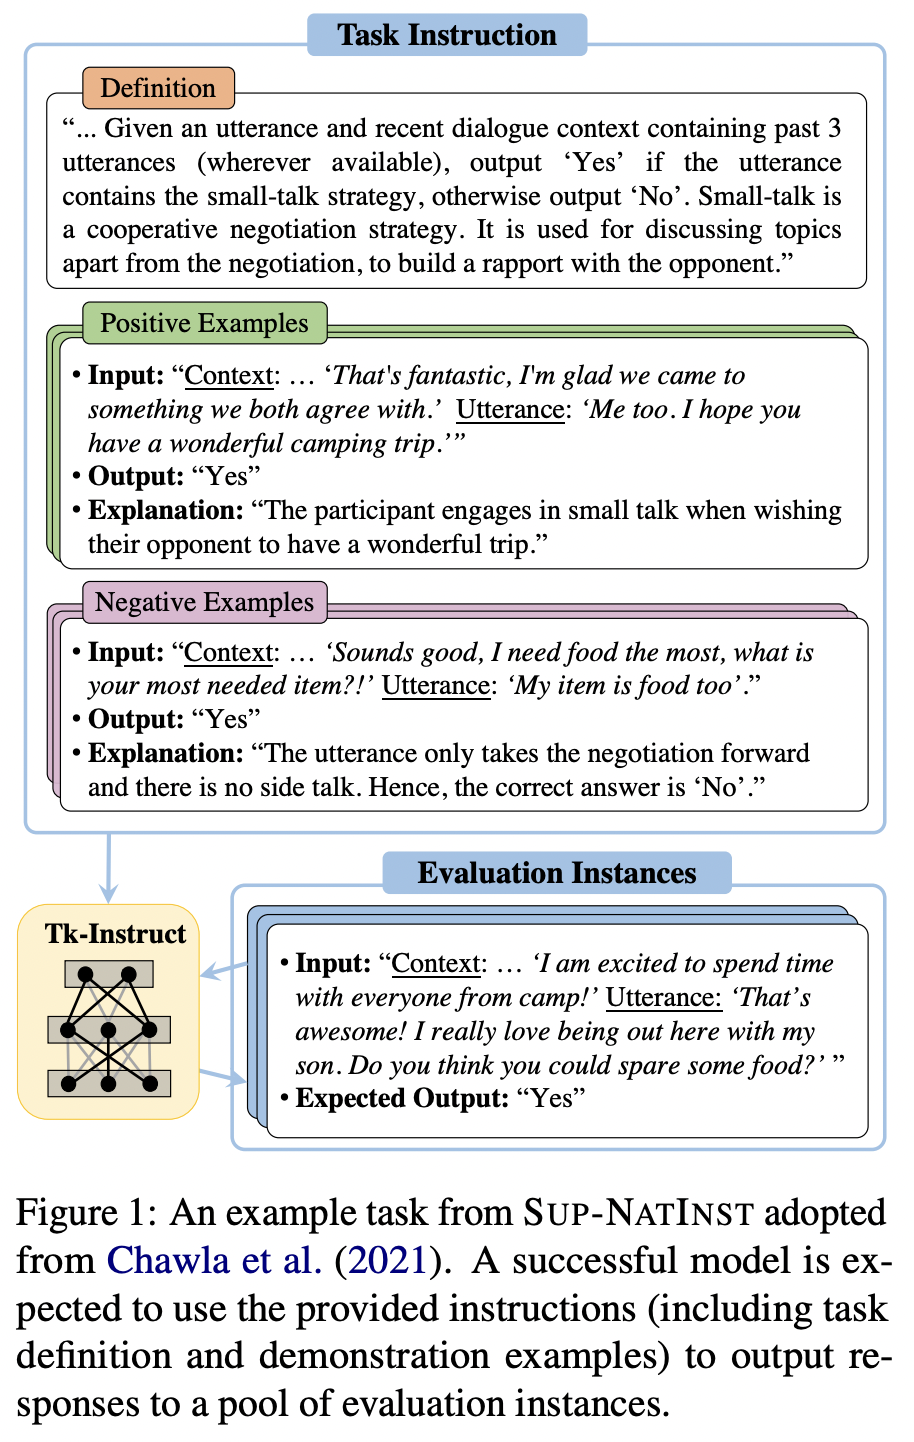 Task Instruction
Definition
“... Given an utterance and recent dialogue context containing past 3
utterances (wherever available), output ‘Yes’ if the utterance
contains the small-talk strategy, otherwise output ‘No’. Small-talk is
a cooperative negotiation strategy. It is used for discussing topics
apart from the negotiation, to build a rapport with the opponent.”
Positive Examples
• Input: “Context: … ‘That's fantastic, I'm glad we came to
something we both agree with.’ Utterance: ‘Me too. I hope you
have a wonderful camping trip.’”
• Output: “Yes”
• Explanation: “The participant engages in small talk when wishing
their opponent to have a wonderful trip.”
Negative Examples
• Input: “Context: … ‘Sounds good, I need food the most, what is
your most needed item?!’ Utterance: ‘My item is food too’.”
• Output: “Yes”
• Explanation: “The utterance only takes the negotiation forward
and there is no side talk. Hence, the correct answer is ‘No’.”
Tk-Instruct
Evaluation Instances
• Input: “Context: … ‘I am excited to spend time
with everyone from camp!’ Utterance: ‘That’s
awesome! I really love being out here with my
son. Do you think you could spare some food?’ ”
• Expected Output: “Yes”
Figure 1: An example task from SUP-NATINST adopted
from Chawla et al. (2021). A successful model is ex-
pected to use the provided instructions (including task
definition and demonstration examples) to output re-
sponses to a pool of evaluation instances.